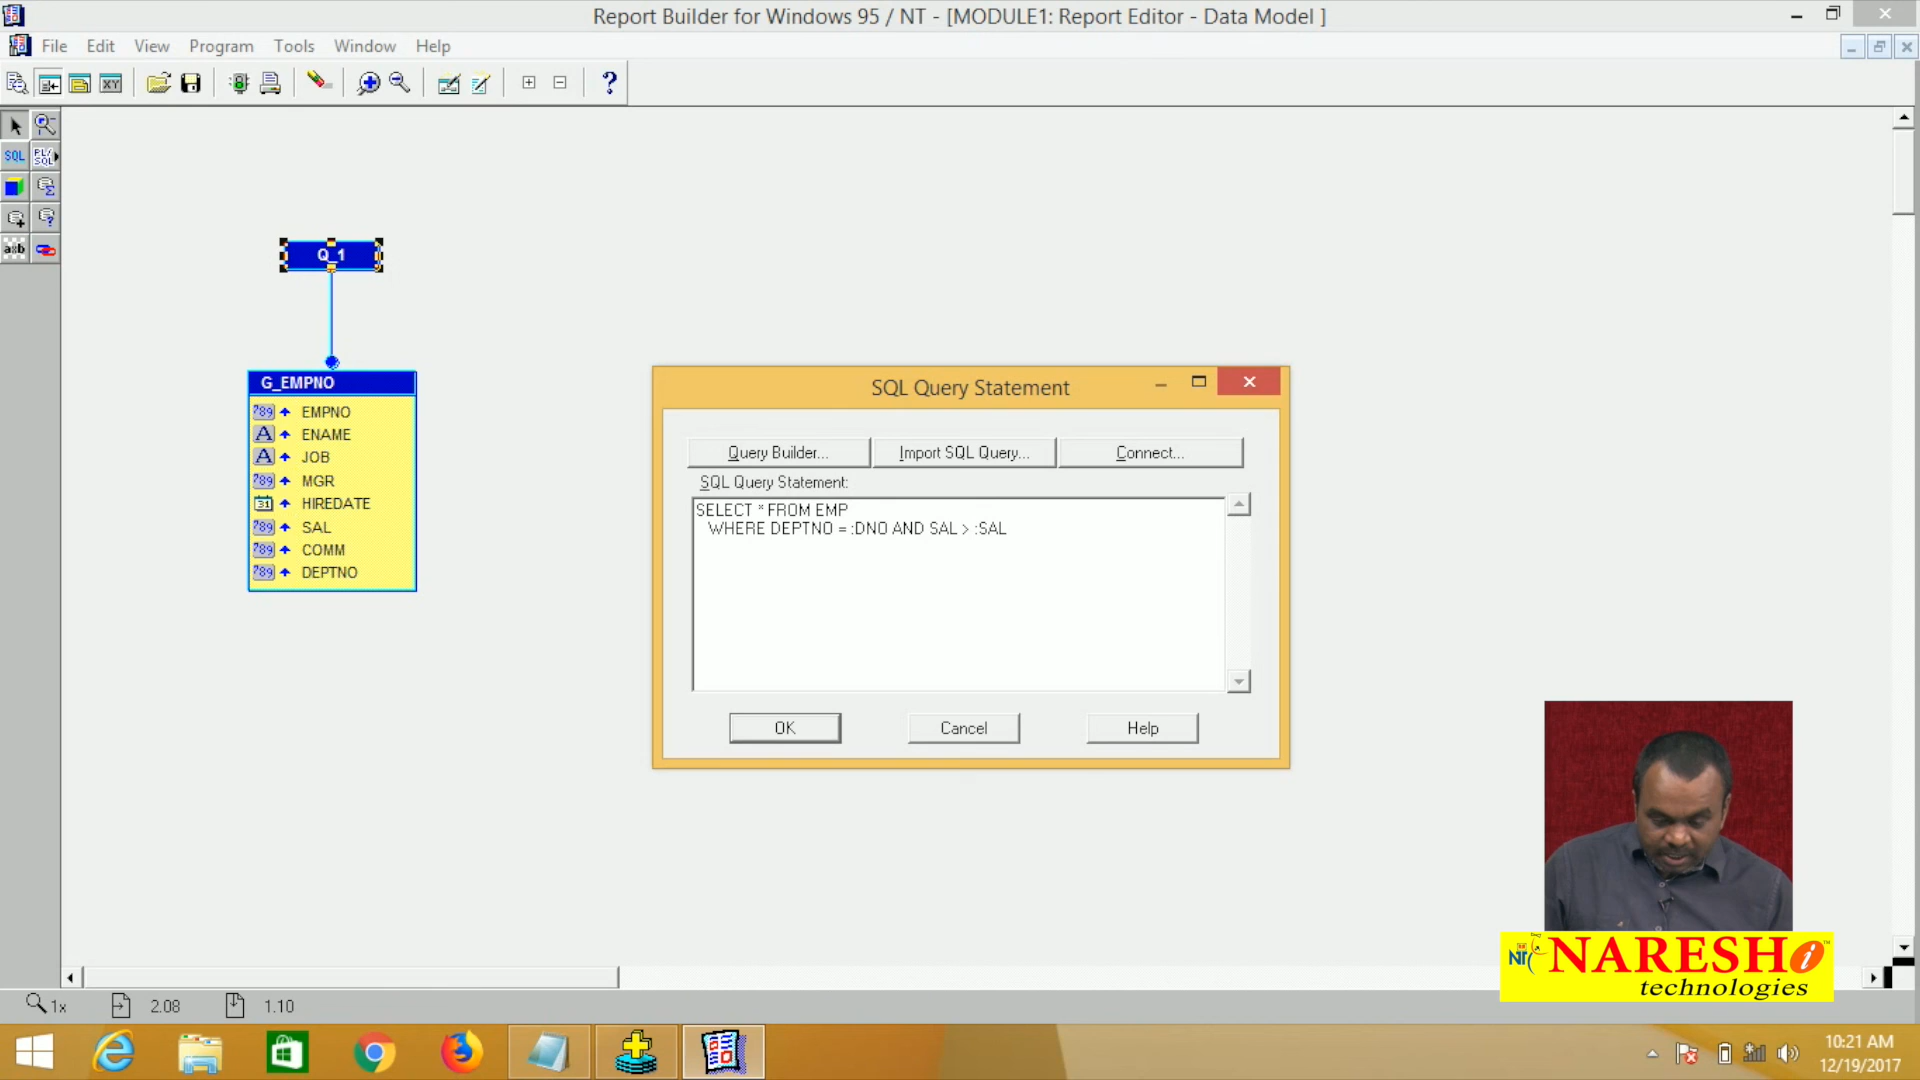 Report Builder for Windows 95 / NT - [MODULE1: Report Editor - Data Model ]
File Edit View Program Tools Window Help
SQL PL/SQL
Q_1
G_EMPNO
EMPNO
ENAME
JOB
MGR
HIREDATE
SAL
COMM
DEPTNO
SQL Query Statement
Query Builder... Import SQL Query... Connect...
SQL Query Statement:
SELECT * FROM EMP
WHERE DEPTNO = :DNO AND SAL > :SAL
OK Cancel Help
NARESH i
technologies
1x 2.08 1.10
10:21 AM
12/19/2017